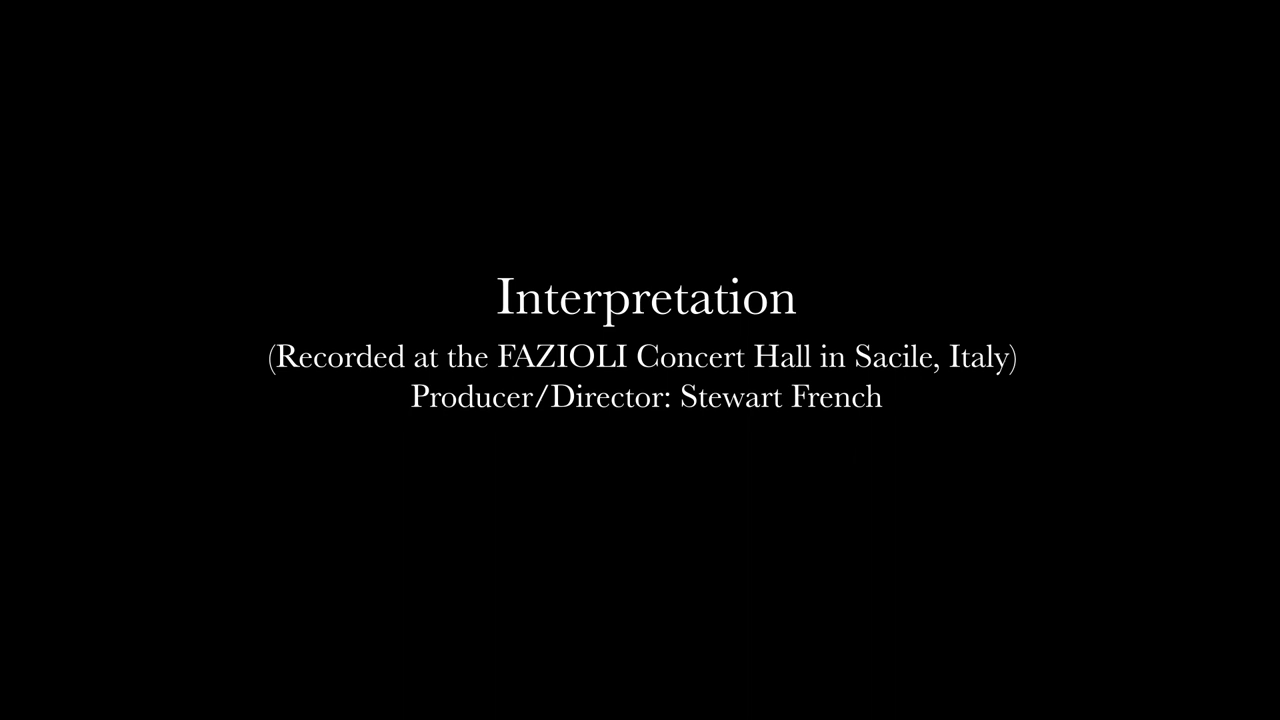 Interpretation
(Recorded at the FAZIOLI Concert Hall in Sacile, Italy)
Producer/Director: Stewart French